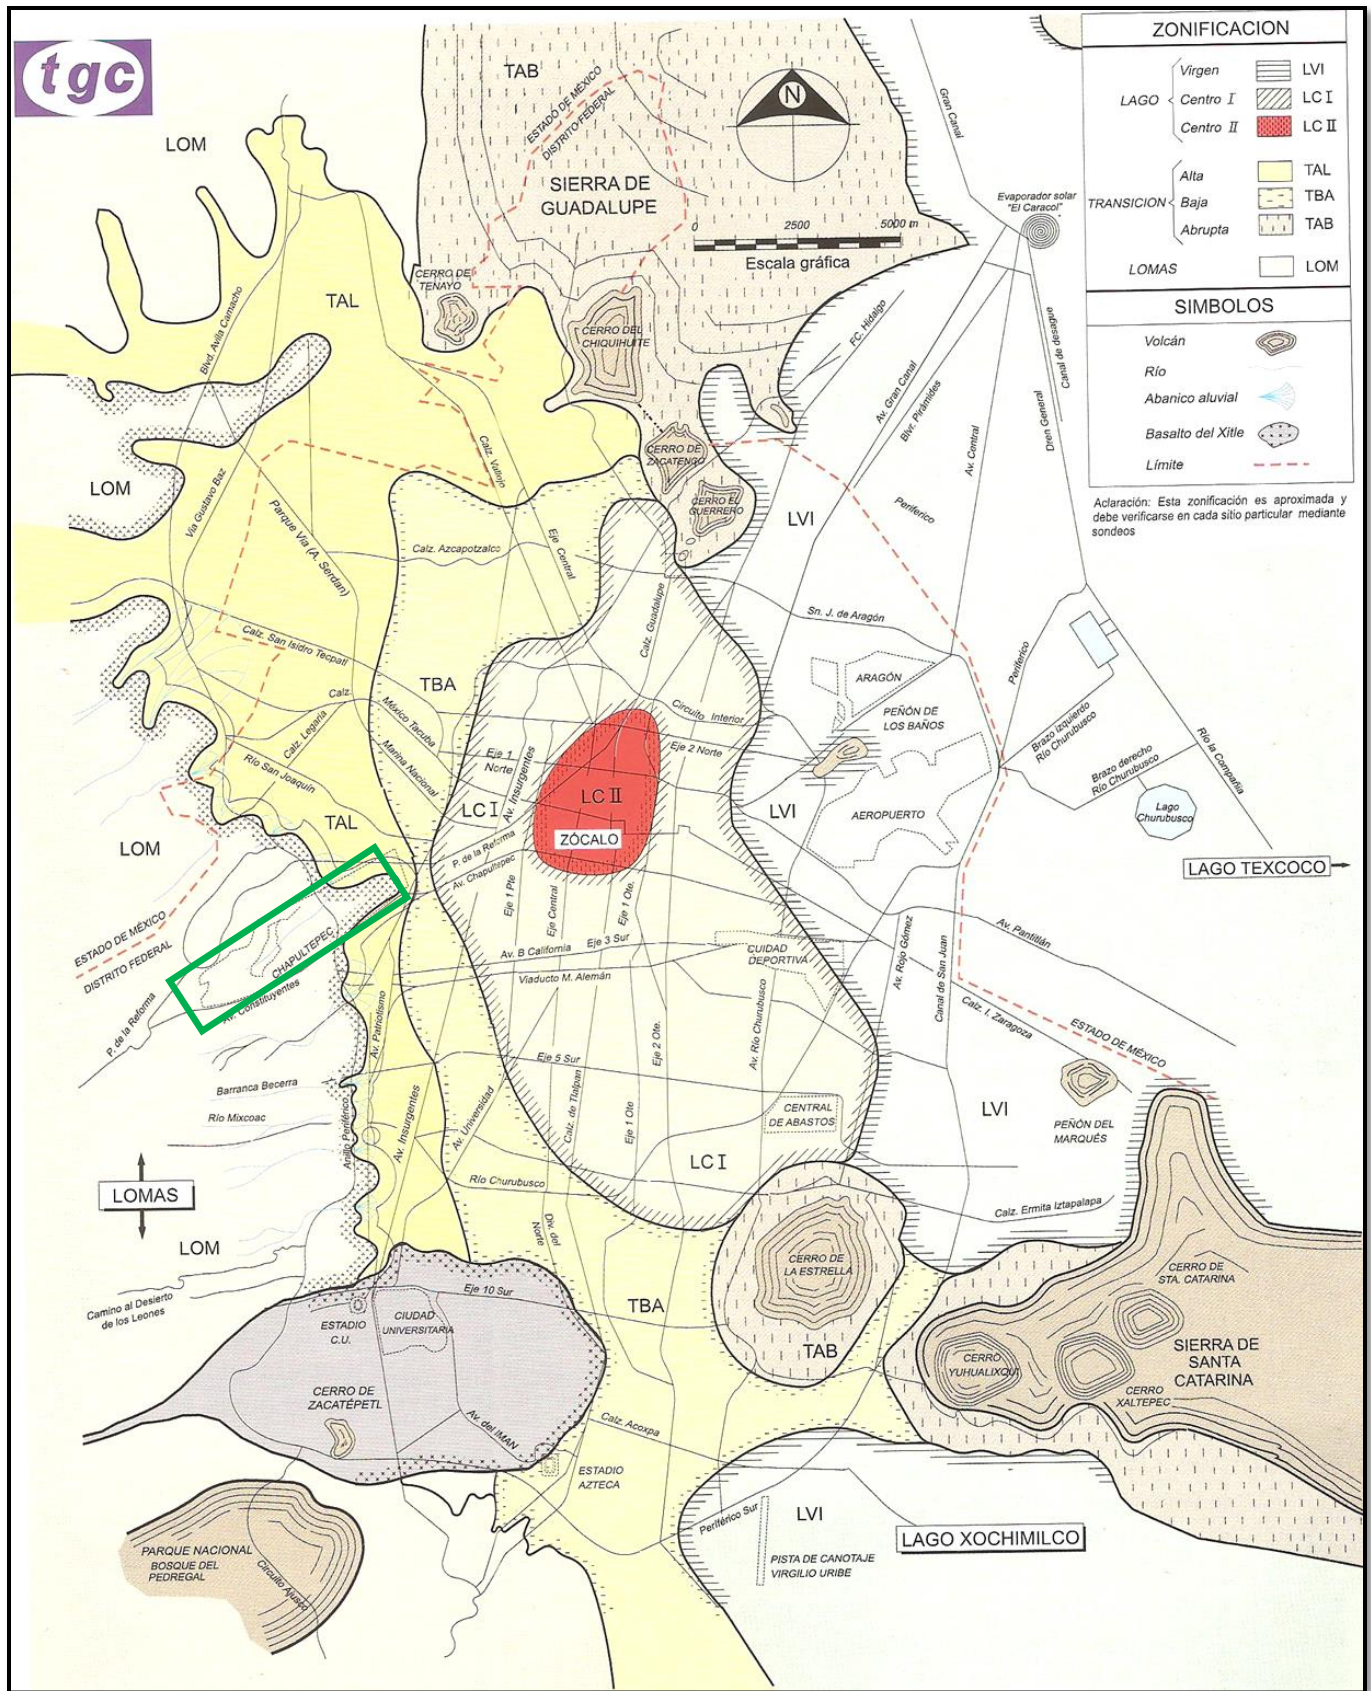 tgc
ZONIFICACION
LAGO
Virgen
LVI
Centro I
LC I
Centro II
LC II
TRANSICION
Alta
TAL
Baja
TBA
Abrupta
TAB
LOMAS
LOM
SIMBOLOS
Volcán
Río
Abanico aluvial
Basalto del Xitle
Límite
Aclaración: Esta zonificación es aproximada y
debe verificarse en cada sitio particular mediante
sondeos
N
0 2500 5000 m
Escala gráfica
TAB
ESTADO DE MÉXICO
DISTRITO FEDERAL
SIERRA DE
GUADALUPE
Gran Canal
Evaporador solar
"El Caracol"
LOM
CERRO DE
TENAYO
TAL
CERRO DEL
CHIQUIHUITE
Blvd. Avila Camacho
FC. Hidalgo
Av. Gran Canal
Blvr. Pirámides
Av. Central
Dren General
Canal de desague
CERRO DE
ZACATENGO
CERRO EL
GUERRERO
Calz. Vallejo
LOM
Via Gustavo Baz
Parque Via (A. Serdan)
Calz. Azcapotzalco
Eje Central
LVI
Periferico
Calz. Guadalupe
Sn. J. de Aragón
Calz. San Isidro Tecpatl
ARAGÓN
Periferico
TBA
Calz.
México Tacuba
Calz. Legaria
Marina Nacional
Circuito Interior
PEÑÓN DE
LOS BAÑOS
Brazo izquierdo
Río Churubusco
Brazo derecho
Río Churubusco
Río la Compañía
Río San Joaquín
Eje 1
Norte
Av. Insurgentes
Eje 2 Norte
LC I
LC II
LVI
AEROPUERTO
Lago
Churubusco
TAL
ZÓCALO
LOM
P. de la Reforma
Av. Chapultepec
LAGO TEXCOCO
Eje 1 Pte
Eje Central
Eje 1 Ote.
ESTADO DE MÉXICO
DISTRITO FEDERAL
CHAPULTEPEC
Av. Constituyentes
P. de la Reforma
Av. B California
Eje 3 Sur
Viaducto M. Alemán
CUIDAD
DEPORTIVA
Av. Rojo Gómez
Canal de San Juan
Av. Pantitlán
Av. Patriotismo
Calz. I. Zaragoza
ESTADO DE MÉXICO
Eje 2 Ote.
Av. Río Churubusco
Eje 5 Sur
Barranca Becerra
Río Mixcoac
Anillo Periférico
Av. Insurgentes
Av. Universidad
Calz. de Tlalpan
Eje 1 Ote
CENTRAL
DE ABASTOS
LVI
PEÑÓN DEL
MARQUÉS
LC I
LOMAS
Río Churubusco
Calz. Ermita Iztapalapa
LOM
Div. del
Norte
CERRO DE
LA ESTRELLA
CERRO DE
STA. CATARINA
Camino al Desierto
de los Leones
Eje 10 Sur
ESTADIO
C.U.
CIUDAD
UNIVERSITARIA
TBA
TAB
CERRO
YUHUALIXQUI
SIERRA DE
SANTA
CATARINA
CERRO
XALTEPEC
CERRO DE
ZACATÉPETL
Av. del IMAN
Calz. Acoxpa
ESTADIO
AZTECA
Periférico Sur
LVI
LAGO XOCHIMILCO
PARQUE NACIONAL
BOSQUE DEL
PEDREGAL
Circuito Ajusco
PISTA DE CANOTAJE
VIRGILIO URIBE